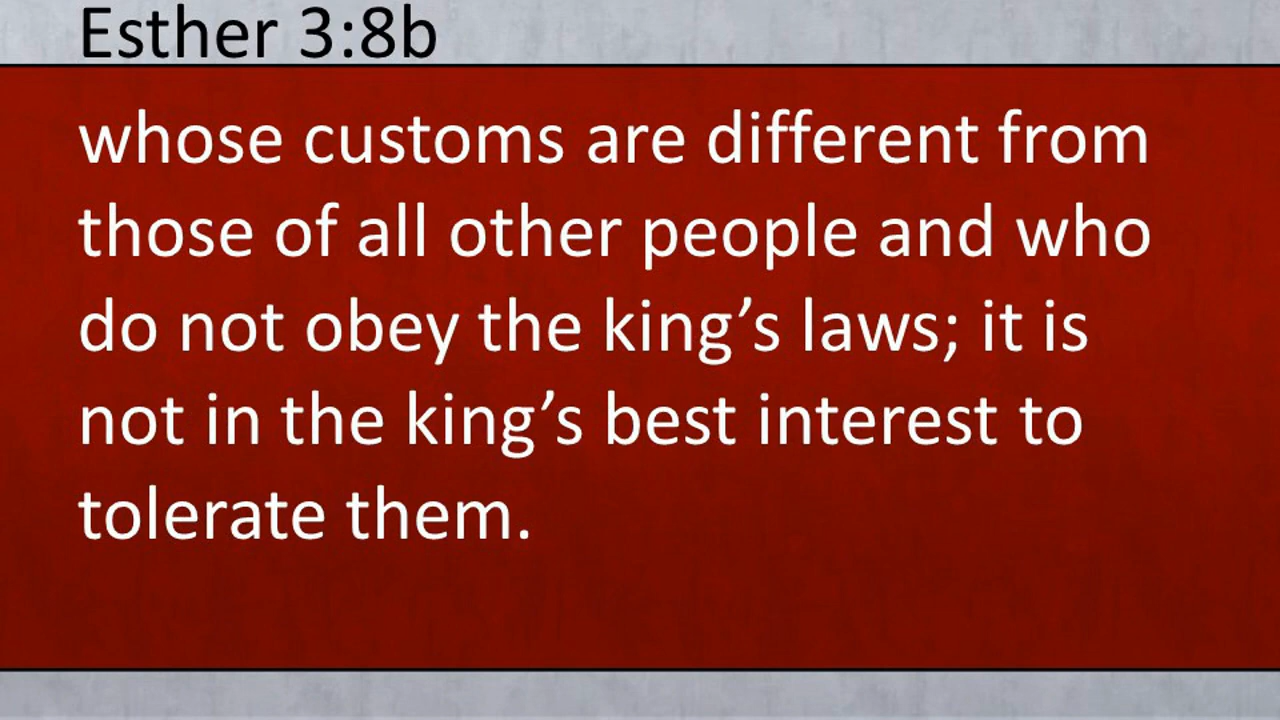 Esther 3:8b
whose customs are different from
those of all other people and who
do not obey the king’s laws; it is
not in the king’s best interest to
tolerate them.